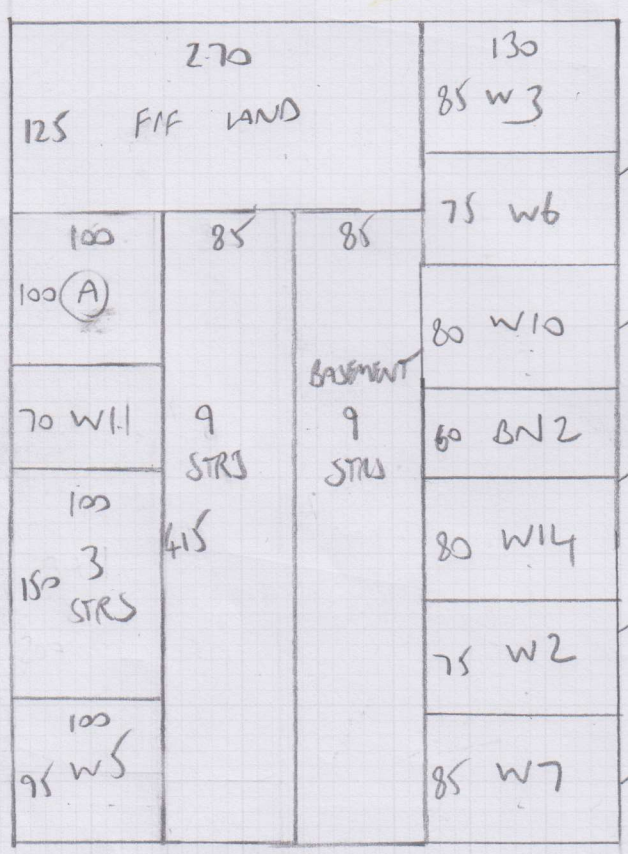 270
125 F/F LAND
130
85 W3
75 W6
80 W10
60 BN2
80 W14
75 W2
85 W7
100
100 A
70 W11
100
150 3
STRS
100
95 W5
85
9
STRS
415
85
BASEMENT
9
STRS